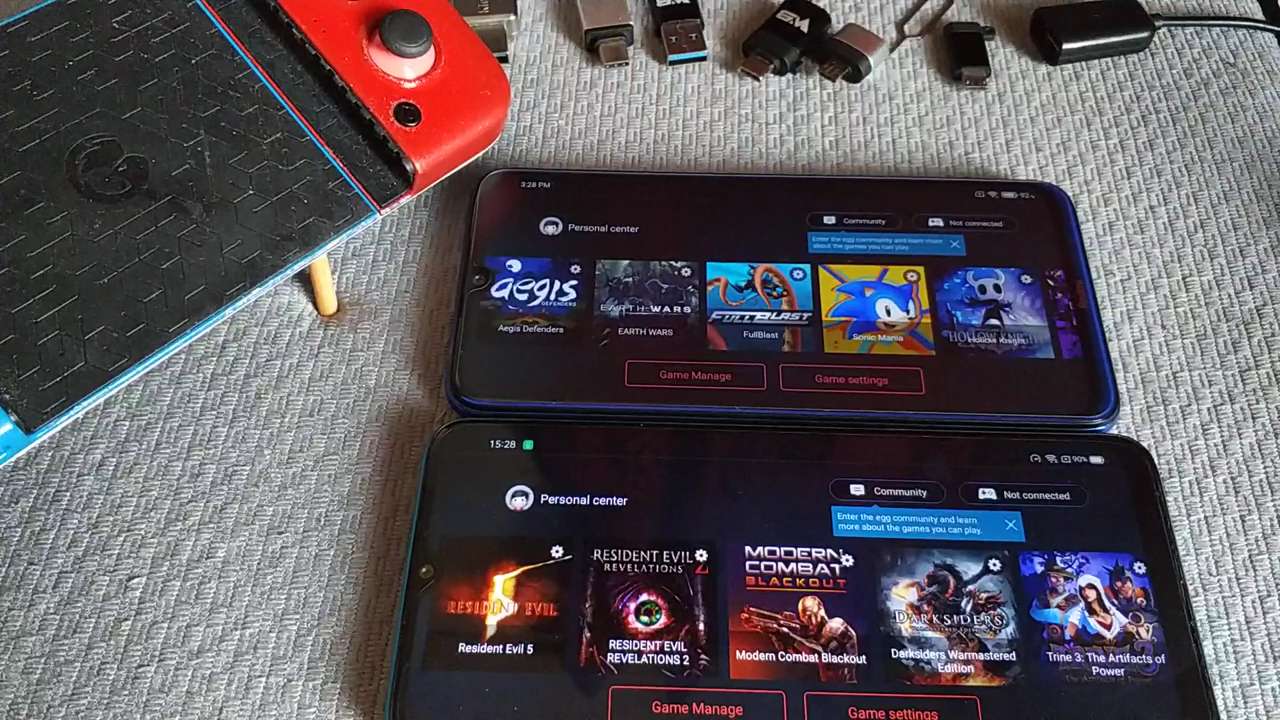 3:28 PM
92%
Personal center
Community
Not connected
Enter the egg community and learn more
about the games you can play.
aegis
DEFENDERS
Aegis Defenders
EARTH WARS
EARTH WARS
FULLBLAST
FullBlast
Sonic Mania
HOLLOW KNIGHT
Hollow Knight
Game Manage
Game settings
15:28
90%
Personal center
Community
Not connected
Enter the egg community and learn
more about the games you can play.
RESIDENT EVIL
Resident Evil 5
RESIDENT EVIL
REVELATIONS 2
RESIDENT EVIL
REVELATIONS 2
MODERN
COMBAT
BLACKOUT
Modern Combat Blackout
DARKSIDERS
Darksiders Warmastered
Edition
Trine 3: The Artifacts of
Power
Game Manage
Game settings